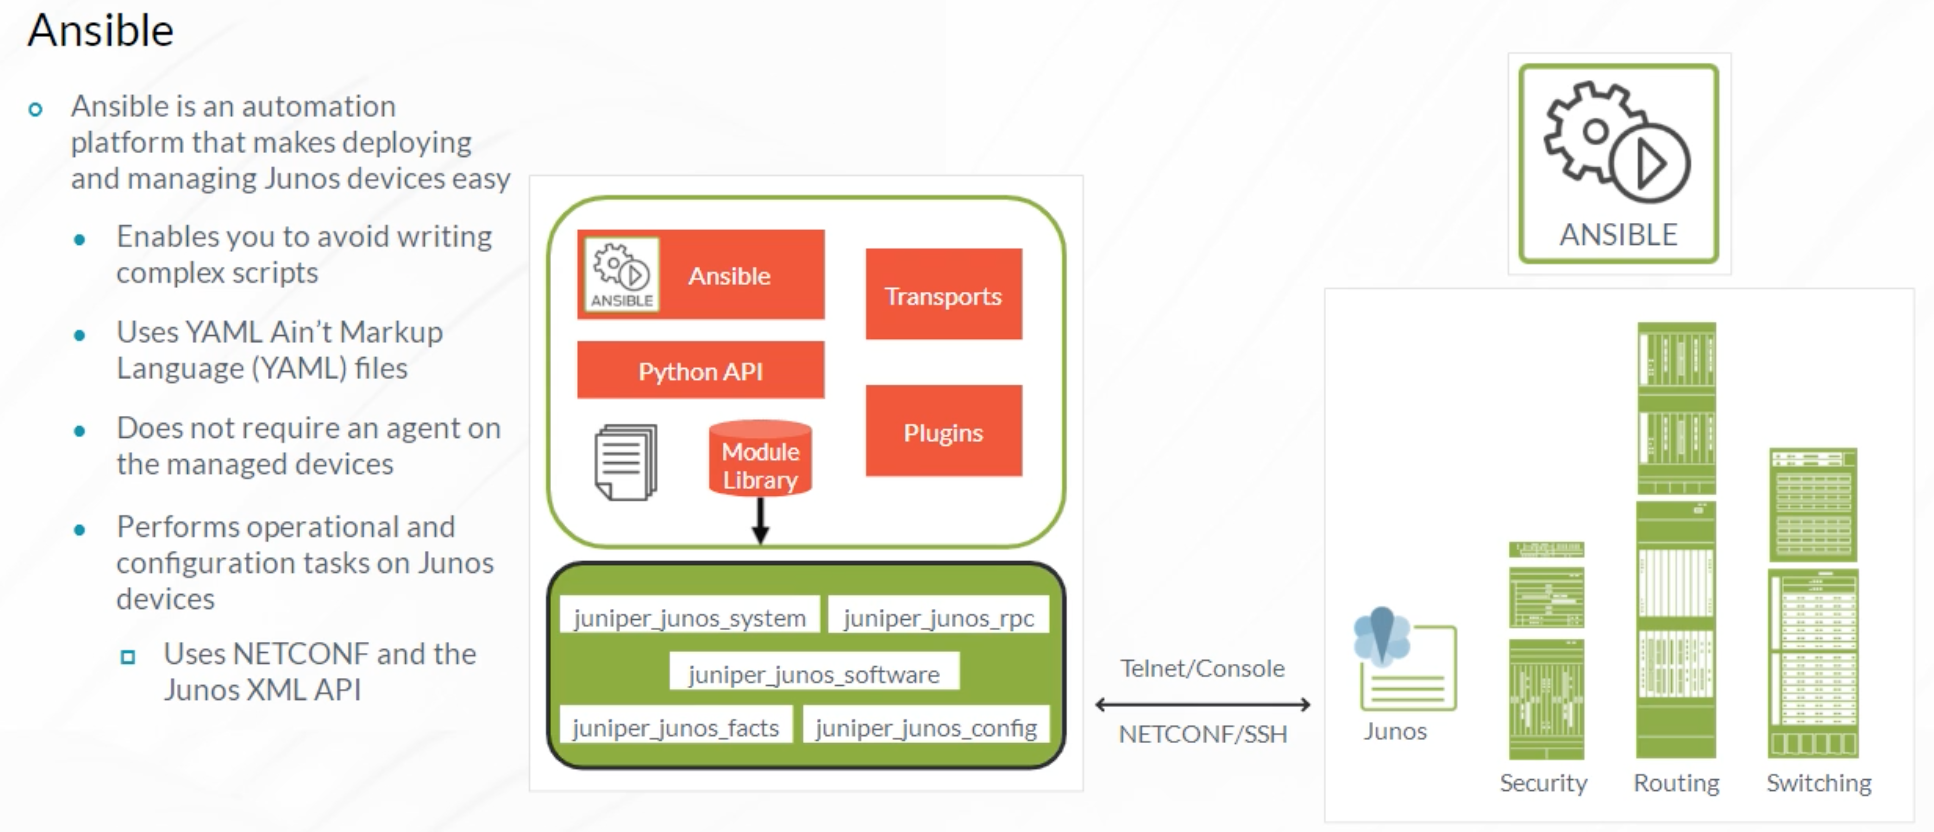 Ansible
Ansible is an automation
platform that makes deploying
and managing Junos devices easy
Enables you to avoid writing
complex scripts
Uses YAML Ain't Markup
Language (YAML) files
Does not require an agent on
the managed devices
Performs operational and
configuration tasks on Junos
devices
Uses NETCONF and the
Junos XML API
ANSIBLE
Ansible
Transports
Python API
Plugins
Module
Library
juniper_junos_system
juniper_junos_rpc
juniper_junos_software
juniper_junos_facts
juniper_junos_config
Telnet/Console
NETCONF/SSH
ANSIBLE
Junos
Security
Routing
Switching